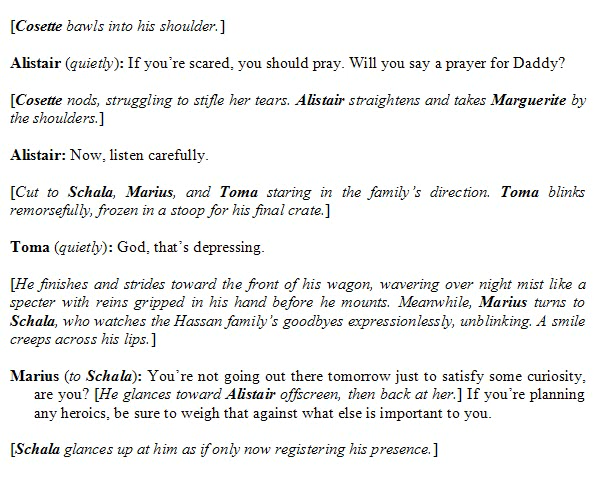 [Cosette bawls into his shoulder.]
Alistair (quietly): If you're scared, you should pray. Will you say a prayer for Daddy?
[Cosette nods, struggling to stifle her tears. Alistair straightens and takes Marguerite by
the shoulders.]
Alistair: Now, listen carefully.
[Cut to Schala, Marius, and Toma staring in the family's direction. Toma blinks
remorsefully, frozen in a stoop for his final crate.]
Toma (quietly): God, that's depressing.
[He finishes and strides toward the front of his wagon, wavering over night mist like a
specter with reins gripped in his hand before he mounts. Meanwhile, Marius turns to
Schala, who watches the Hassan family's goodbyes expressionlessly, unblinking. A smile
creeps across his lips.]
Marius (to Schala): You're not going out there tomorrow just to satisfy some curiosity,
are you? [He glances toward Alistair offscreen, then back at her.] If you're planning
any heroics, be sure to weigh that against what else is important to you.
[Schala glances up at him as if only now registering his presence.]